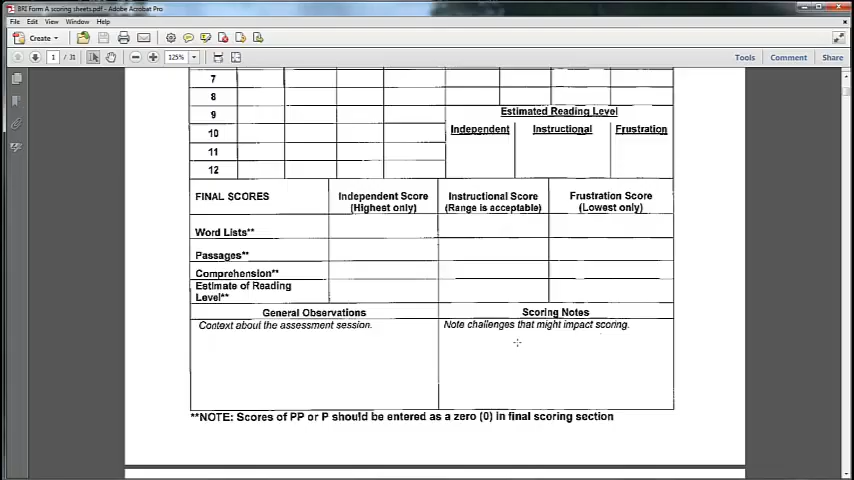 BRI Form A scoring sheets.pdf - Adobe Acrobat Pro
File Edit View Window Help
Create
1 / 31 125%
Tools Comment Share
7
8
9 Estimated Reading Level
10 Independent Instructional Frustration
11
12
FINAL SCORES Independent Score Instructional Score Frustration Score
(Highest only) (Range is acceptable) (Lowest only)
Word Lists**
Passages**
Comprehension**
Estimate of Reading
Level**
General Observations Scoring Notes
Context about the assessment session. Note challenges that might impact scoring.
**NOTE: Scores of PP or P should be entered as a zero (0) in final scoring section